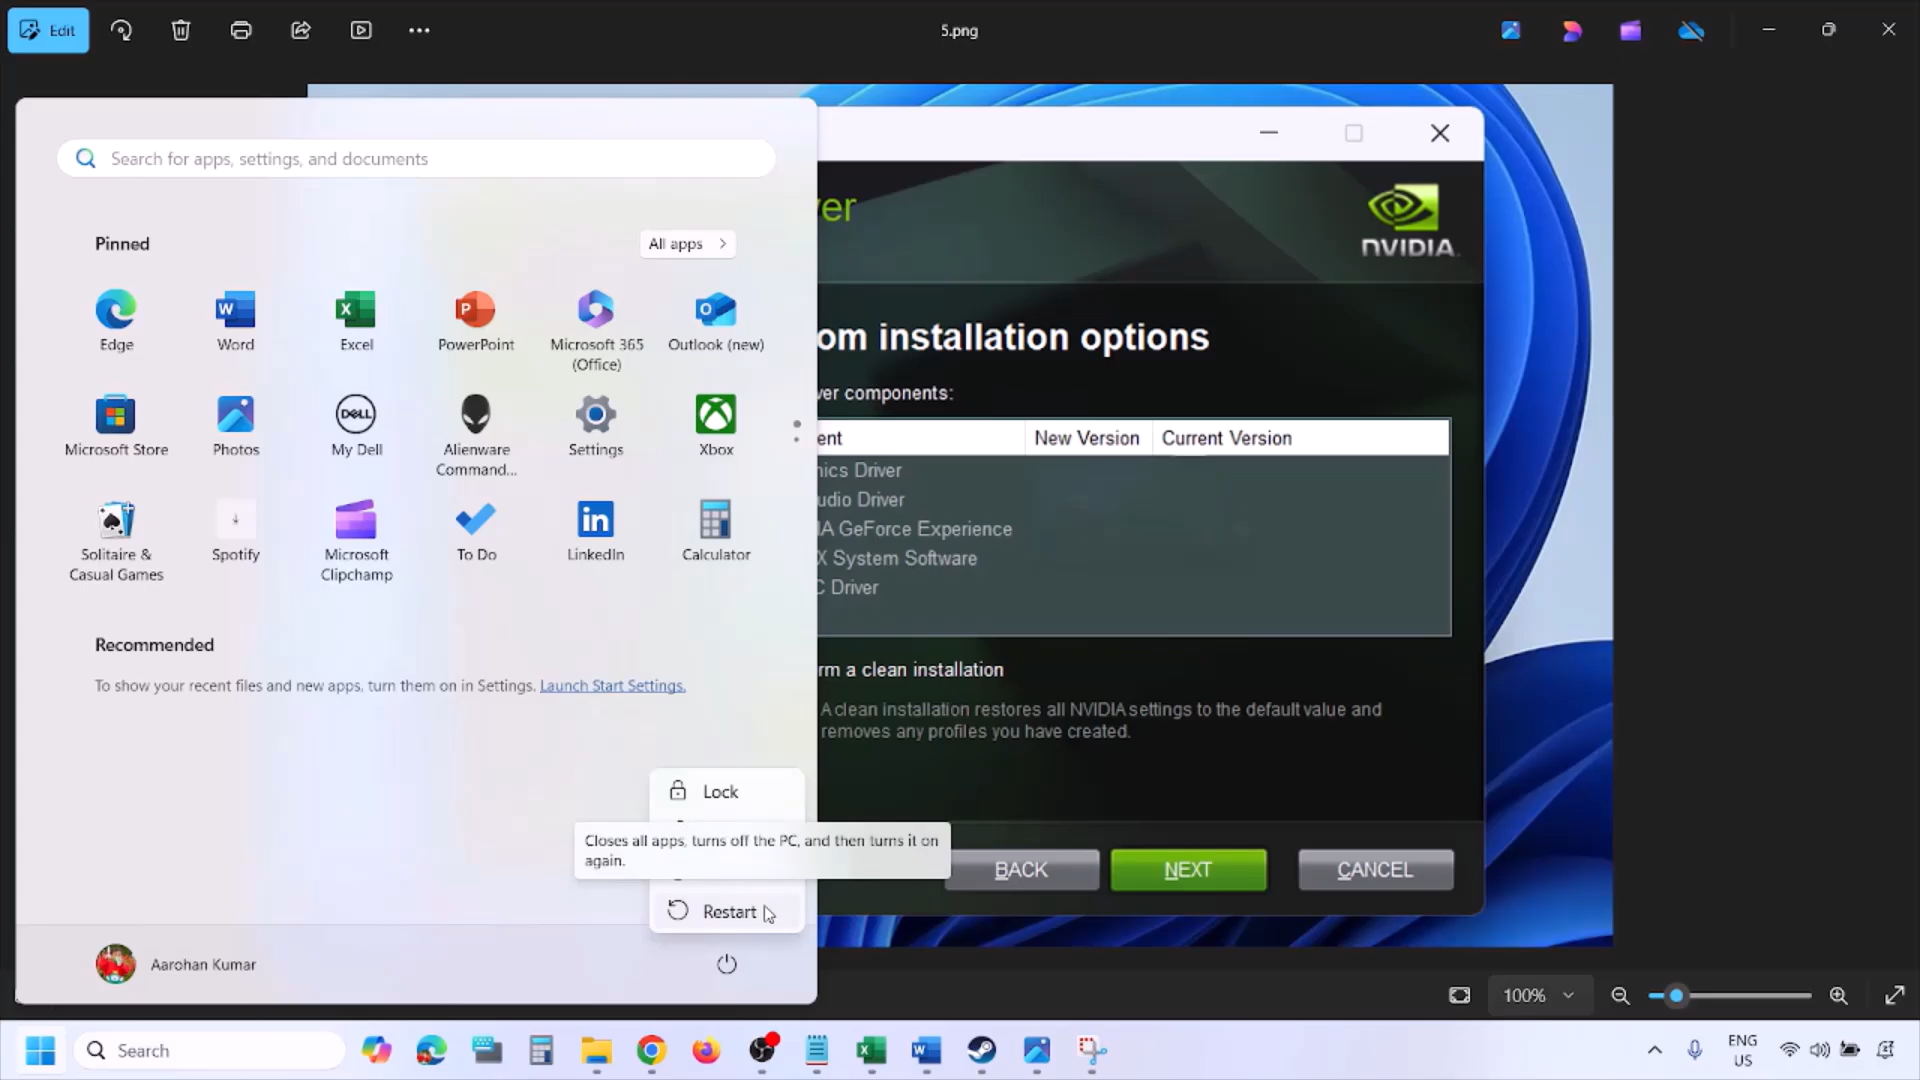 Edit
5.png
Search for apps, settings, and documents
Pinned
All apps
Edge
Word
Excel
PowerPoint
Microsoft 365
(Office)
Outlook (new)
Microsoft Store
Photos
DELL
My Dell
Alienware
Command...
Settings
Xbox
Solitaire &
Casual Games
Spotify
Microsoft
Clipchamp
To Do
in
LinkedIn
Calculator
Recommended
To show your recent files and new apps, turn them on in Settings. Launch Start Settings.
Lock
Closes all apps, turns off the PC, and then turns it on
again.
Restart
Aarohan Kumar
ver
NVIDIA
om installation options
ver components:
ent
New Version
Current Version
nics Driver
udio Driver
IA GeForce Experience
X System Software
C Driver
rm a clean installation
A clean installation restores all NVIDIA settings to the default value and
removes any profiles you have created.
BACK
NEXT
CANCEL
100%
Search
ENG
US